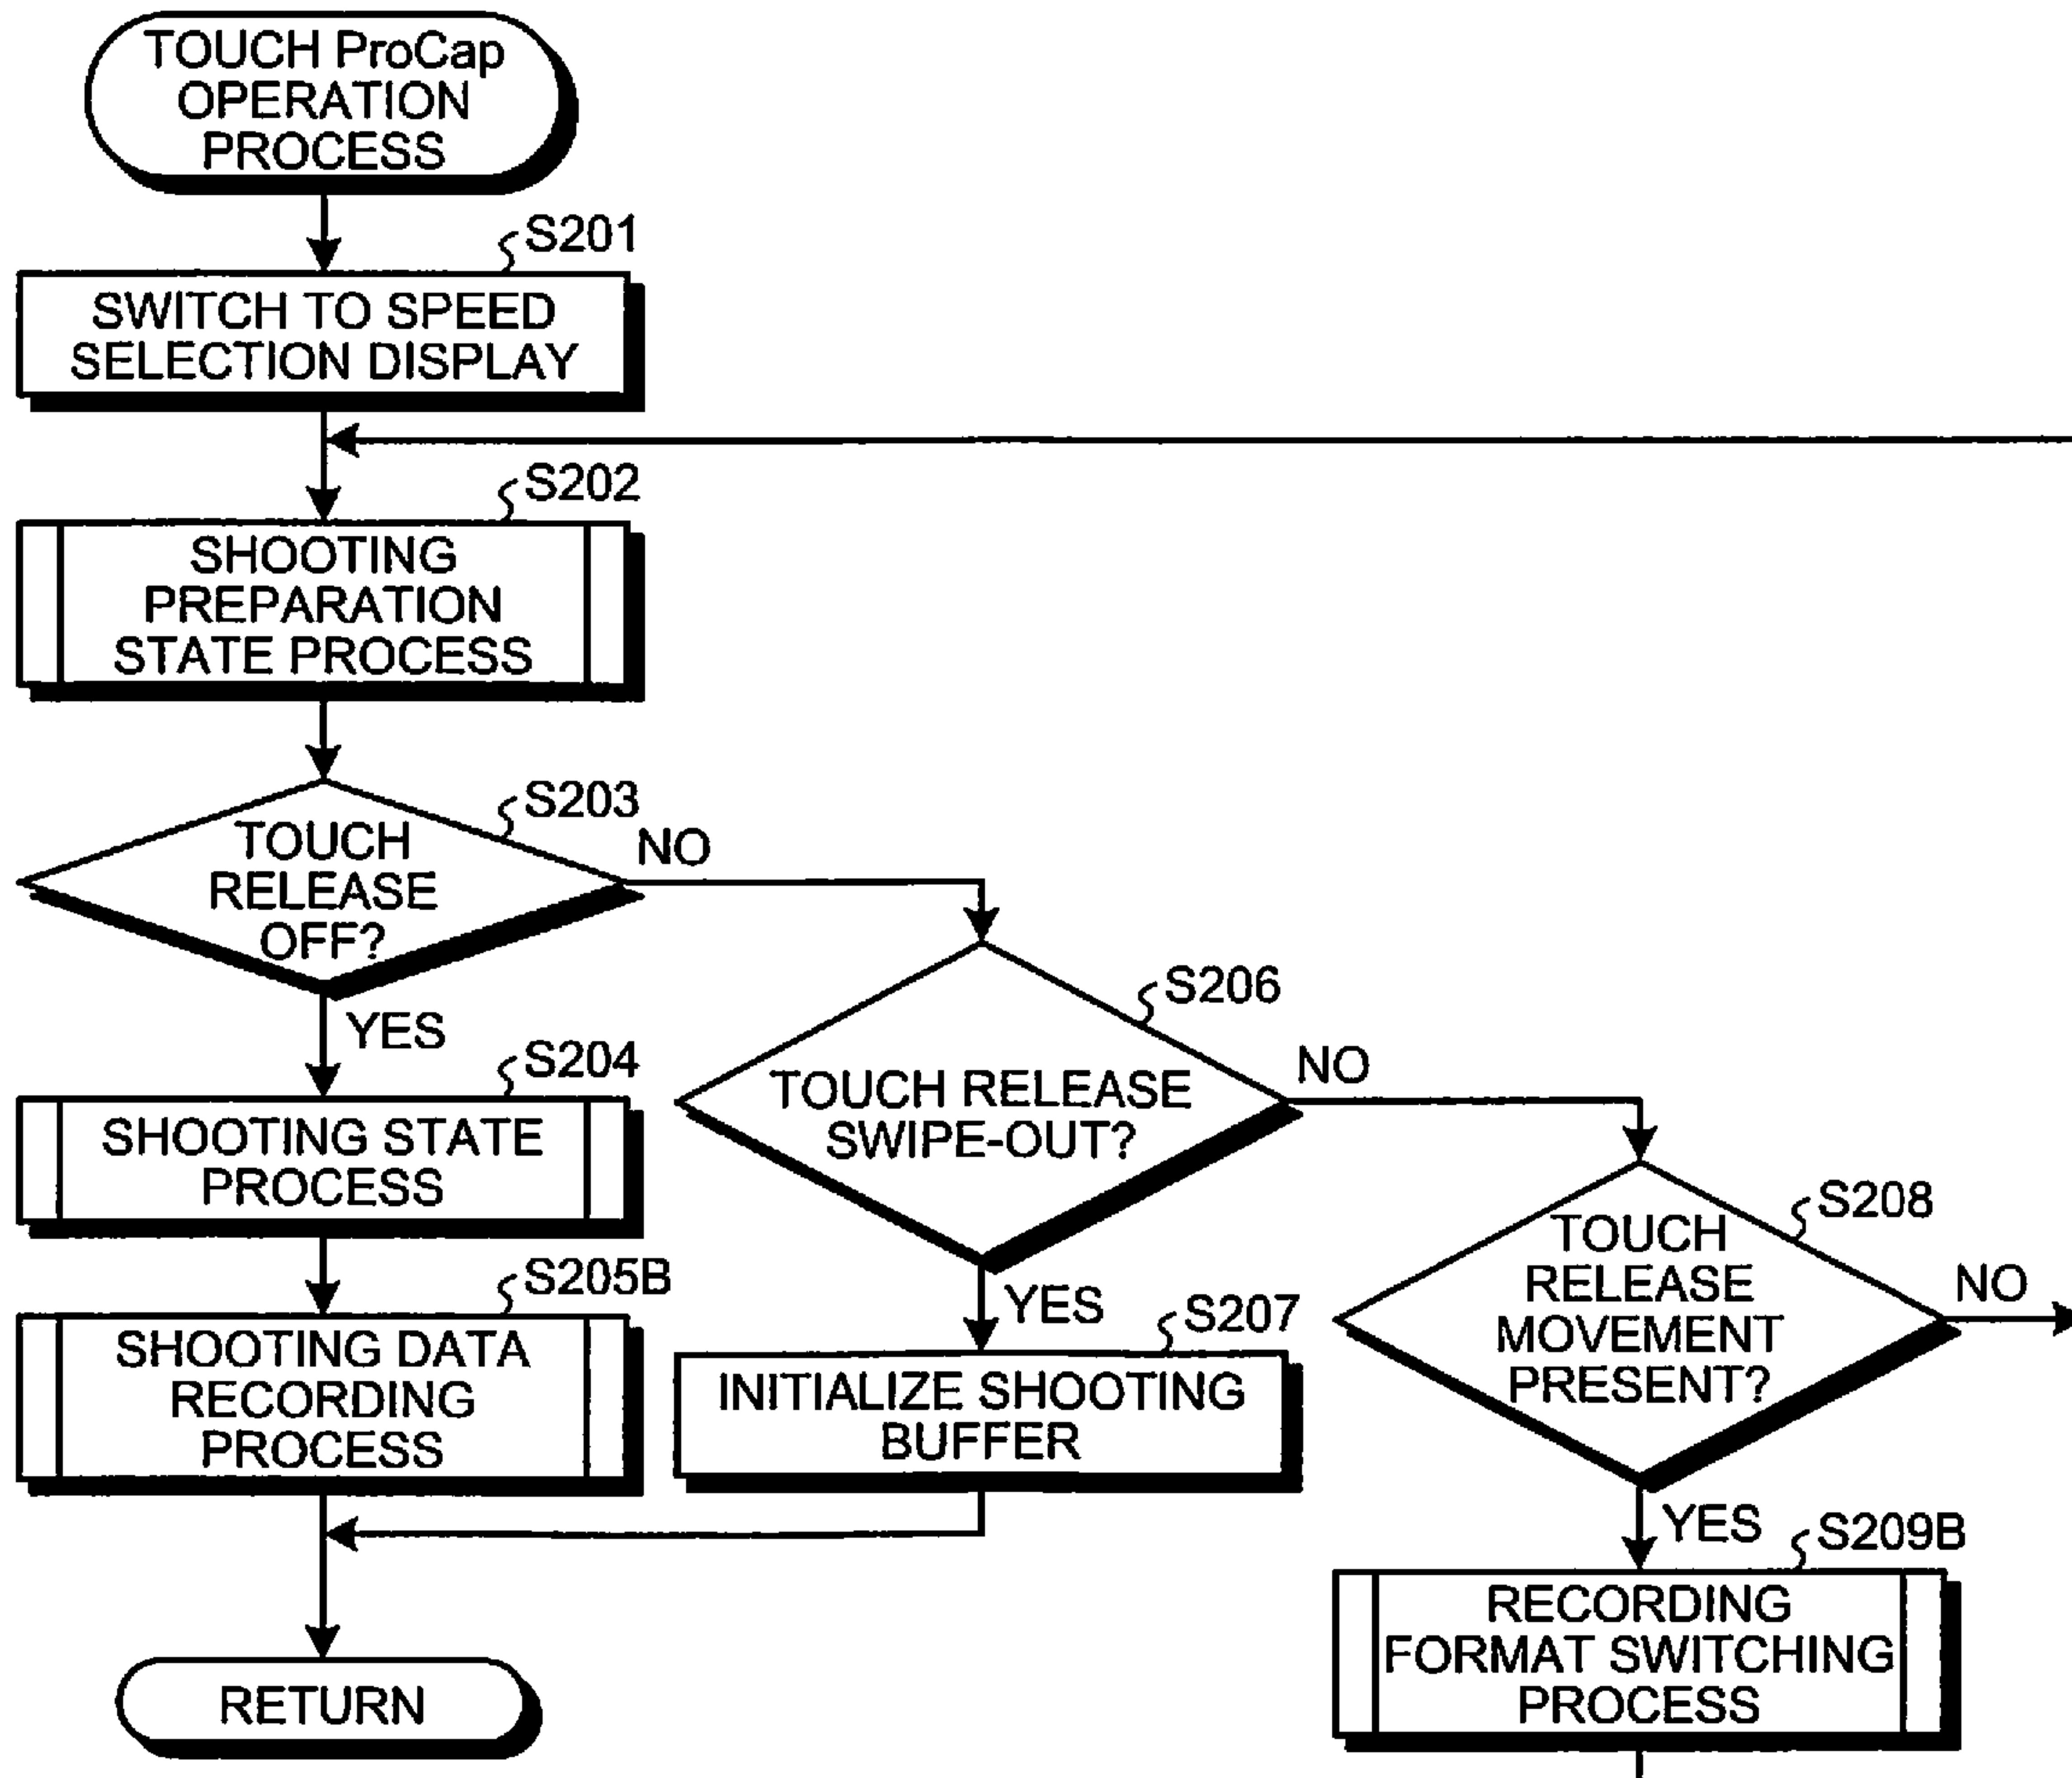 TOUCH ProCap
OPERATION
PROCESS
S201
SWITCH TO SPEED
SELECTION DISPLAY
S202
SHOOTING
PREPARATION
STATE PROCESS
S203
TOUCH
RELEASE
OFF?
NO
YES
S204
SHOOTING STATE
PROCESS
S205B
SHOOTING DATA
RECORDING
PROCESS
RETURN
S206
TOUCH RELEASE
SWIPE-OUT?
NO
YES
S207
INITIALIZE SHOOTING
BUFFER
S208
TOUCH
RELEASE
MOVEMENT
PRESENT?
NO
YES
S209B
RECORDING
FORMAT SWITCHING
PROCESS